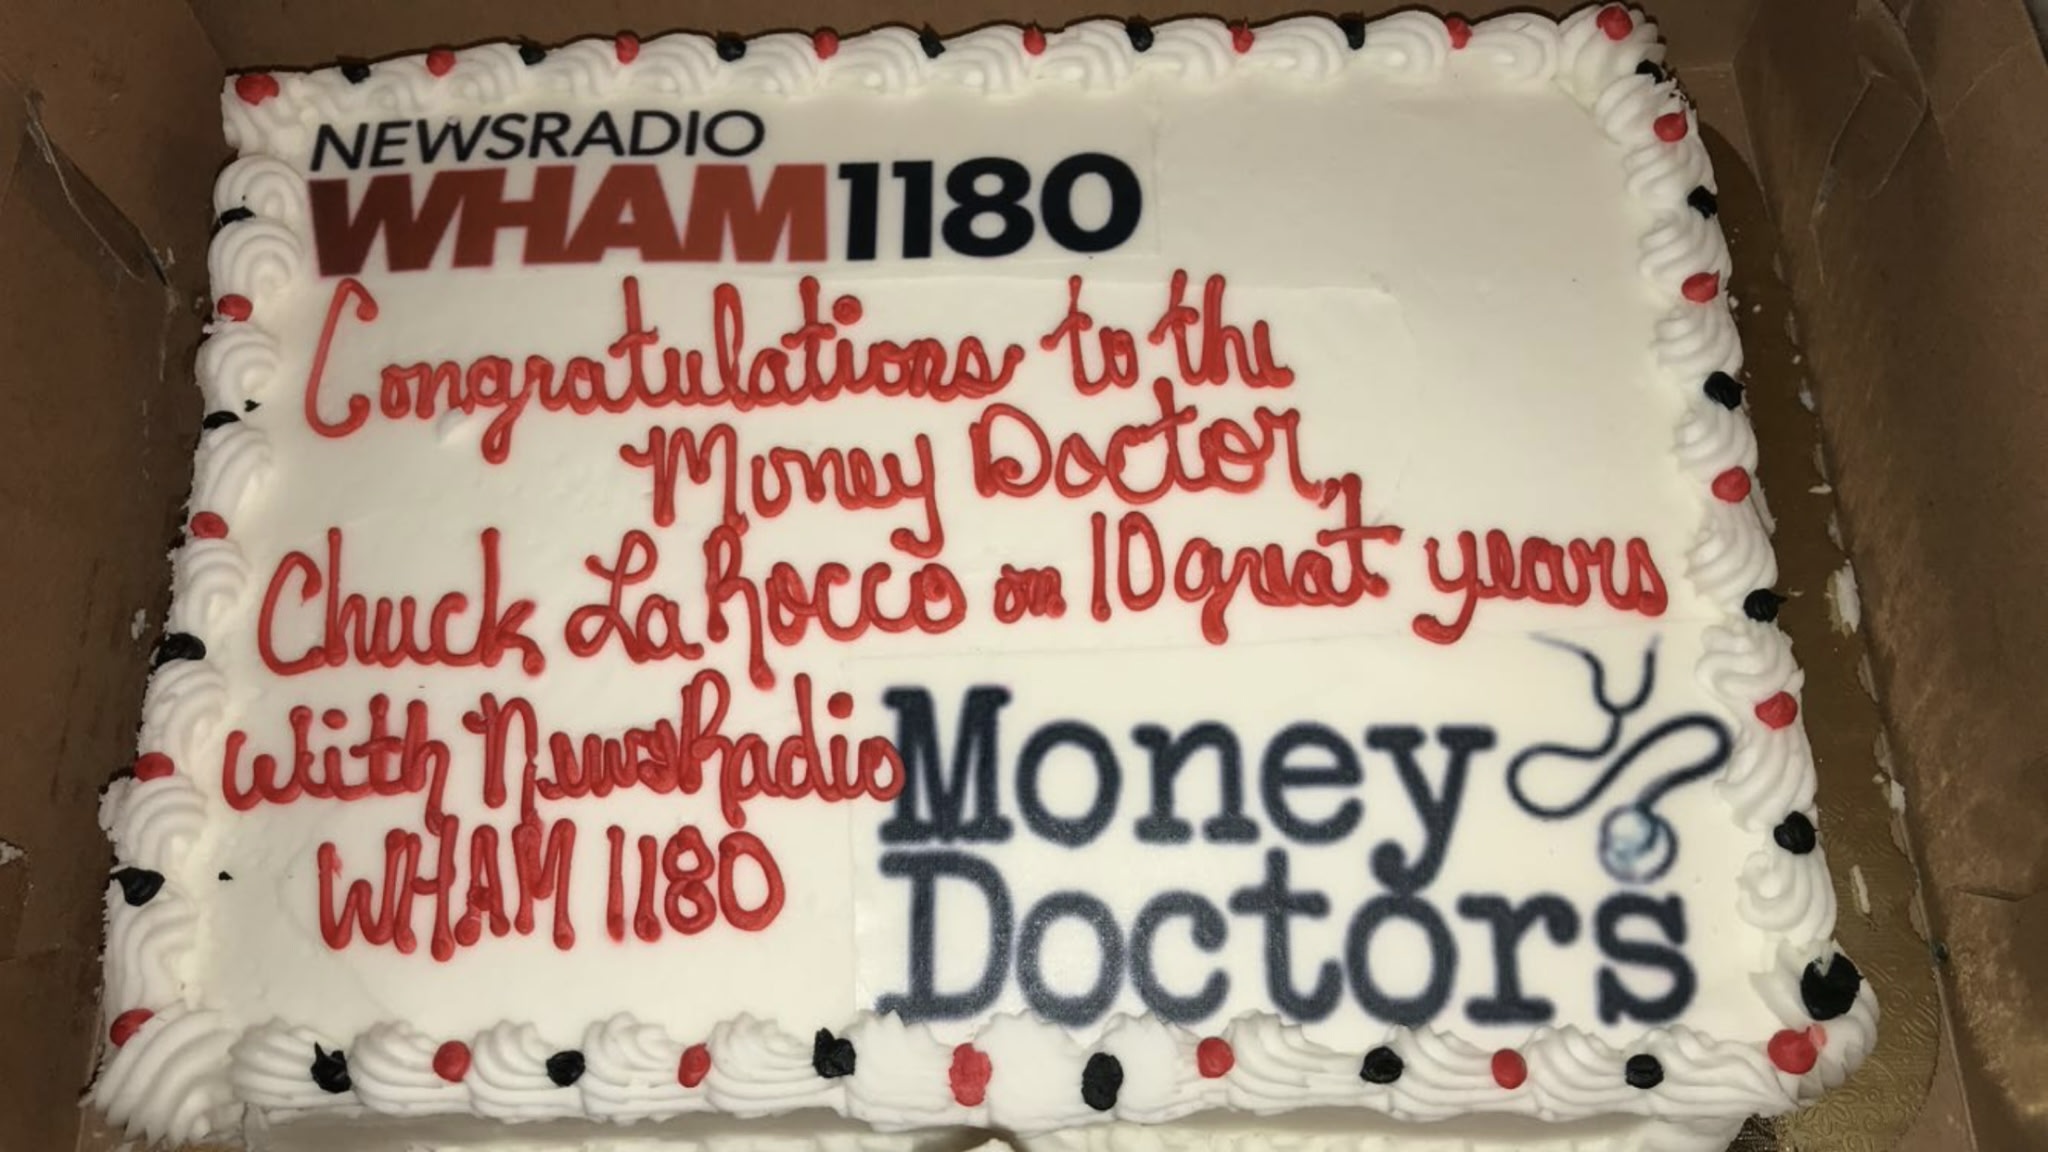 NEWSRADIO
WHAM1180
Congratulations to the
Money Doctor,
Chuck LaRocco on 10 great years
with NewsRadio
WHAM 1180
Money
Doctors